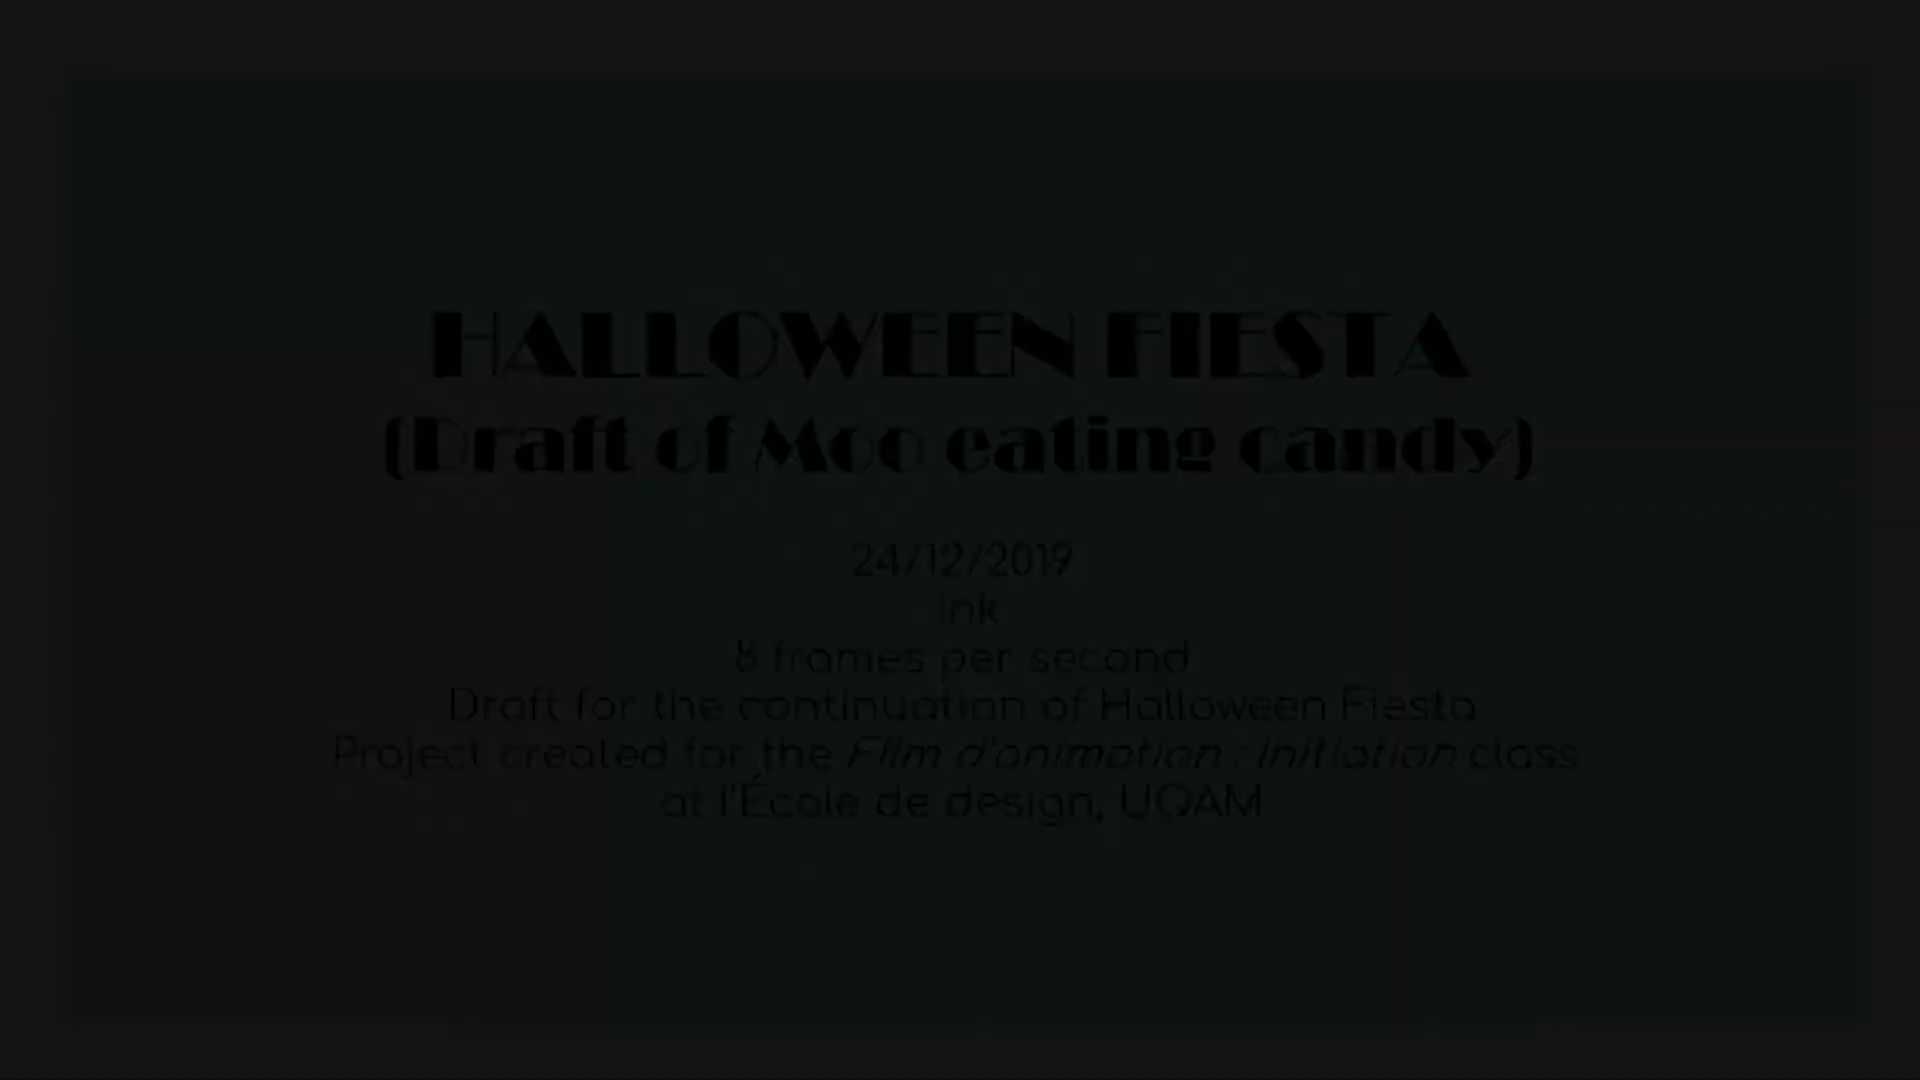 HALLOWEEN FIESTA
(Draft of Moo eating candy)
24/12/2019
Ink
8 frames per second
Draft for the continuation of Halloween Fiesta
Project created for the Film d'animation : initiation class
at l'École de design, UQAM